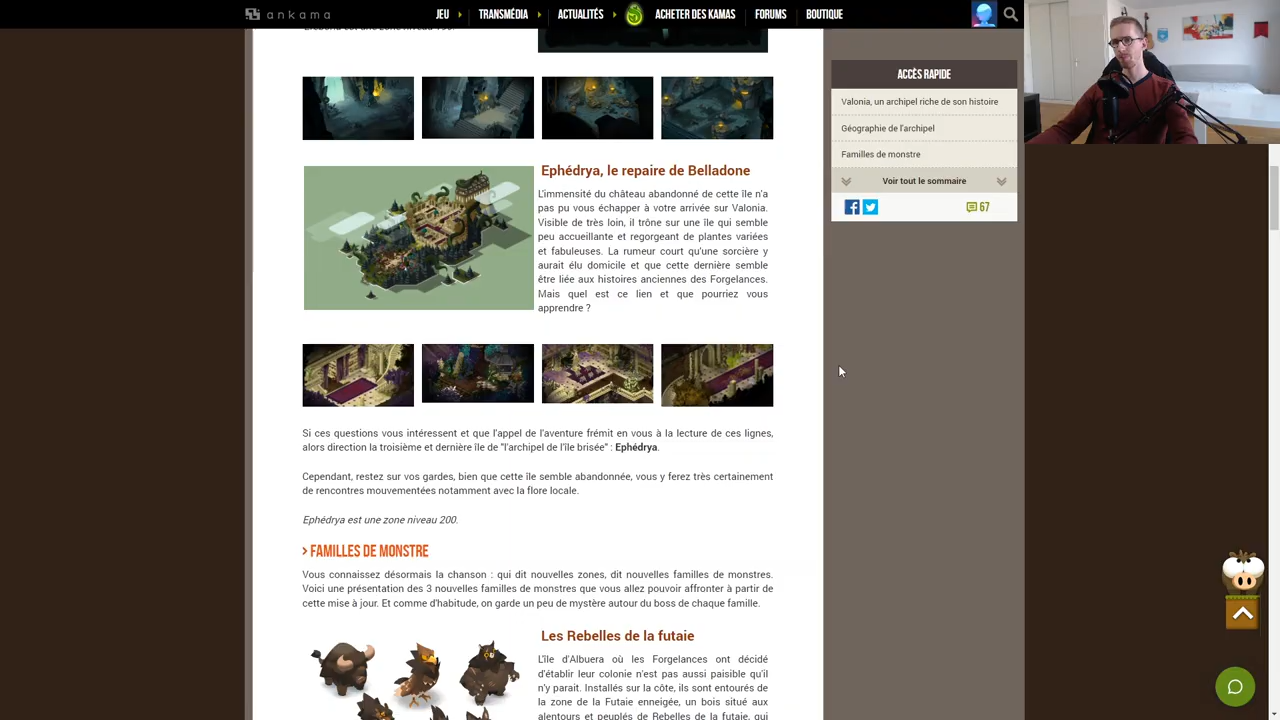 ankama
JEU
TRANSMÉDIA
ACTUALITÉS
ACHETER DES KAMAS
FORUMS
BOUTIQUE
ACCÈS RAPIDE
Valonia, un archipel riche de son histoire
Géographie de l'archipel
Familles de monstre
Voir tout le sommaire
67
Ephédrya, le repaire de Belladone
L'immensité du château abandonné de cette île n'a
pas pu vous échapper à votre arrivée sur Valonia.
Visible de très loin, il trône sur une île qui semble
peu accueillante et regorgeant de plantes variées
et fabuleuses. La rumeur court qu'une sorcière y
aurait élu domicile et que cette dernière semble
être liée aux histoires anciennes des Forgelances.
Mais quel est ce lien et que pourriez vous
apprendre ?
Si ces questions vous intéressent et que l'appel de l'aventure frémit en vous à la lecture de ces lignes,
alors direction la troisième et dernière île de "l'archipel de l'île brisée" : Ephédrya.
Cependant, restez sur vos gardes, bien que cette île semble abandonnée, vous y ferez très certainement
de rencontres mouvementées notamment avec la flore locale.
Ephédrya est une zone niveau 200.
> FAMILLES DE MONSTRE
Vous connaissez désormais la chanson : qui dit nouvelles zones, dit nouvelles familles de monstres.
Voici une présentation des 3 nouvelles familles de monstres que vous allez pouvoir affronter à partir de
cette mise à jour. Et comme d'habitude, on garde un peu de mystère autour du boss de chaque famille.
Les Rebelles de la futaie
L'île d'Albuera où les Forgelances ont décidé
d'établir leur colonie n'est pas aussi paisible qu'il
n'y parait. Installés sur la côte, ils sont entourés de
la zone de la Futaie enneigée, un bois situé aux
alentours et peuplés de Rebelles de la futaie, qui